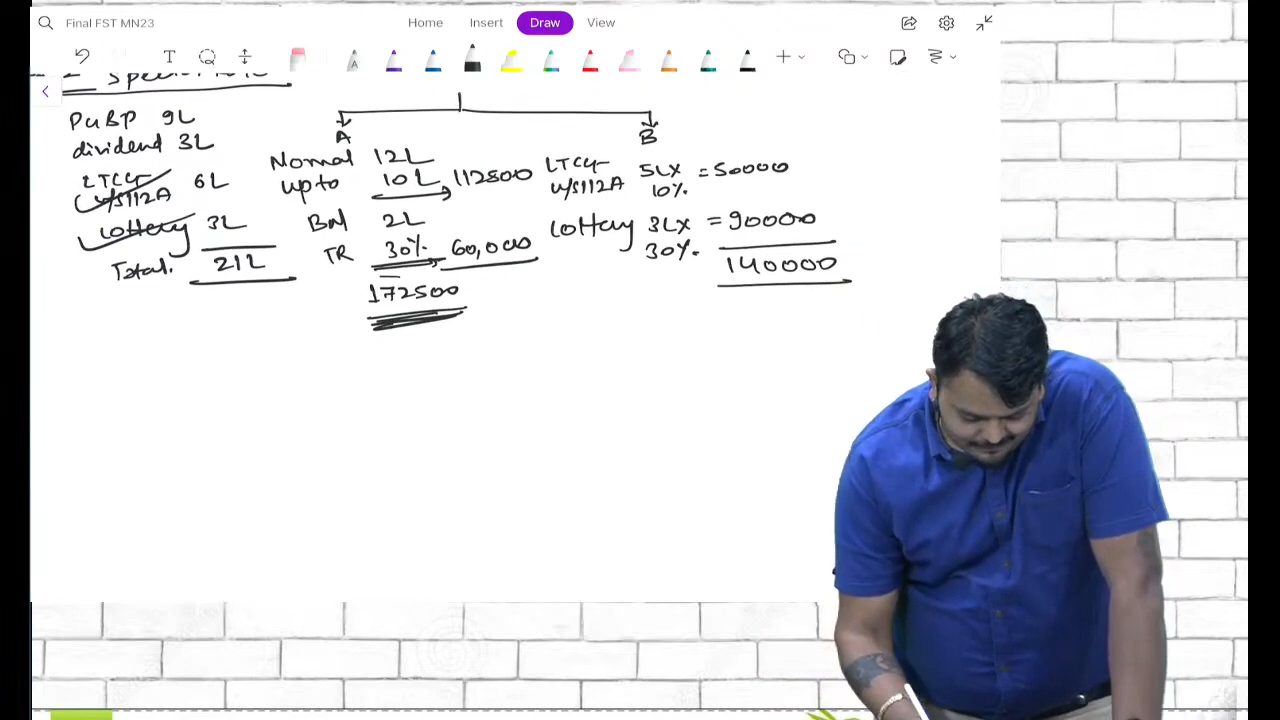 Final FST MN23
Home Insert Draw View
T
A
PGBP 9L
dividend 3L
LTCG 6L
u/s112A
lottery 3L
Total. 21L
A
Normal 12L
upto 10L 112500
Bal 2L
TR 30% 60,000
172500
B
LTCG 5LX = 50000
u/s112A 10%
Lottery 3LX = 90000
30%.
140000